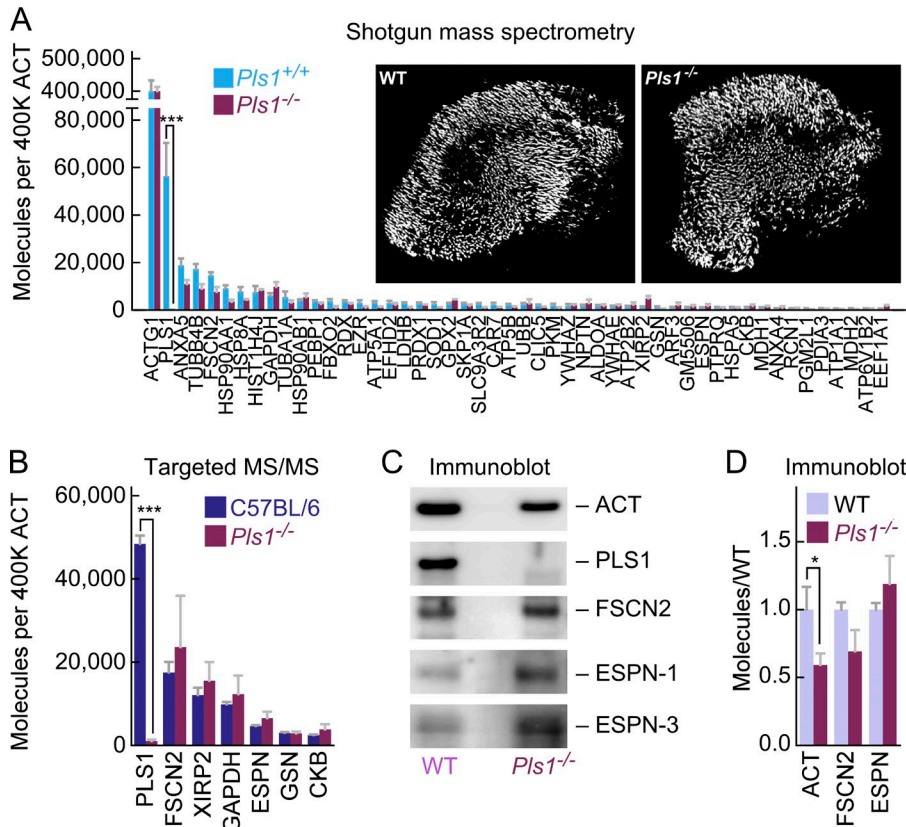 A
Shotgun mass spectrometry
Molecules per 400K ACT
500,000
400,000
80,000
60,000
40,000
20,000
0
Pls1+/+
Pls1-/-
***
WT
Pls1-/-
ACTG1
PLS1
ANXA5
TUBB4B
FSCN2
HSP90AA1
HSPA8
HIST1H4J
GAPDH
TUBA1A
HSP90AB1
PEBP1
FBXO2
RDX
EZR
ATP5A1
EFHD2
LDHB
PRDX1
SOD1
GPX2
SKP1A
SLC9A3R2
CAR7
ATP5B
UBB
CLIC5
PKM
YWHAZ
NPTN
ALDOA
YWHAE
ATP2B2
XIRP2
GSN
ARF3
GM5506
ESPN
PTPRQ
HSPA5
CKB
MDH1
ANXA4
RCN1
PGM2L1
PDIA3
ATP1A1
MDH2
ATP6V1B2
EEF1A1
B
Targeted MS/MS
Molecules per 400K ACT
60,000
40,000
20,000
0
***
C57BL/6
Pls1-/-
PLS1
FSCN2
XIRP2
GAPDH
ESPN
GSN
CKB
C
Immunoblot
– ACT
– PLS1
– FSCN2
– ESPN-1
– ESPN-3
WT
Pls1-/-
D
Immunoblot
WT
Pls1-/-
Molecules/WT
1.5
1.0
0.5
0.0
*
ACT
FSCN2
ESPN